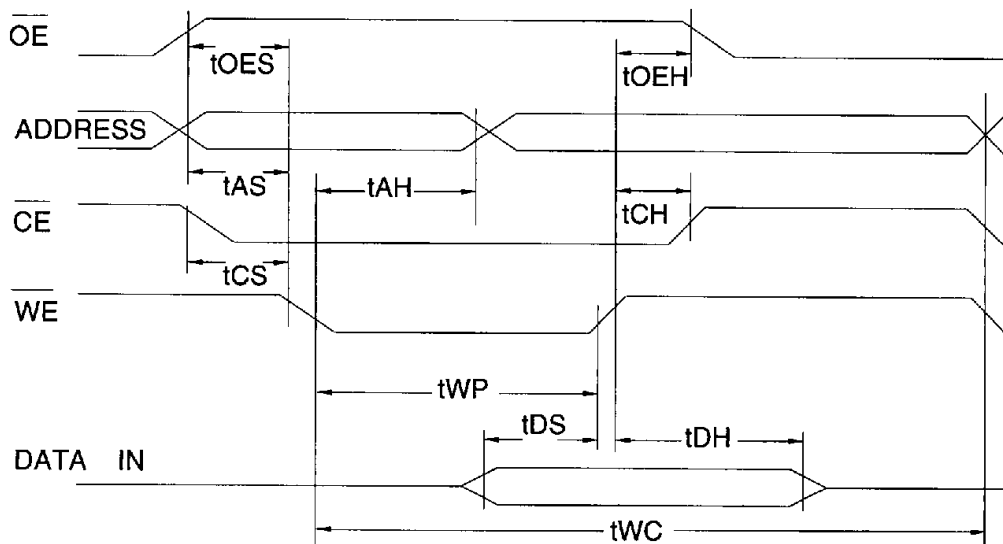 OE
tOES
tOEH
ADDRESS
tAS
tAH
tCH
CE
tCS
WE
tWP
tDS
tDH
DATA IN
tWC